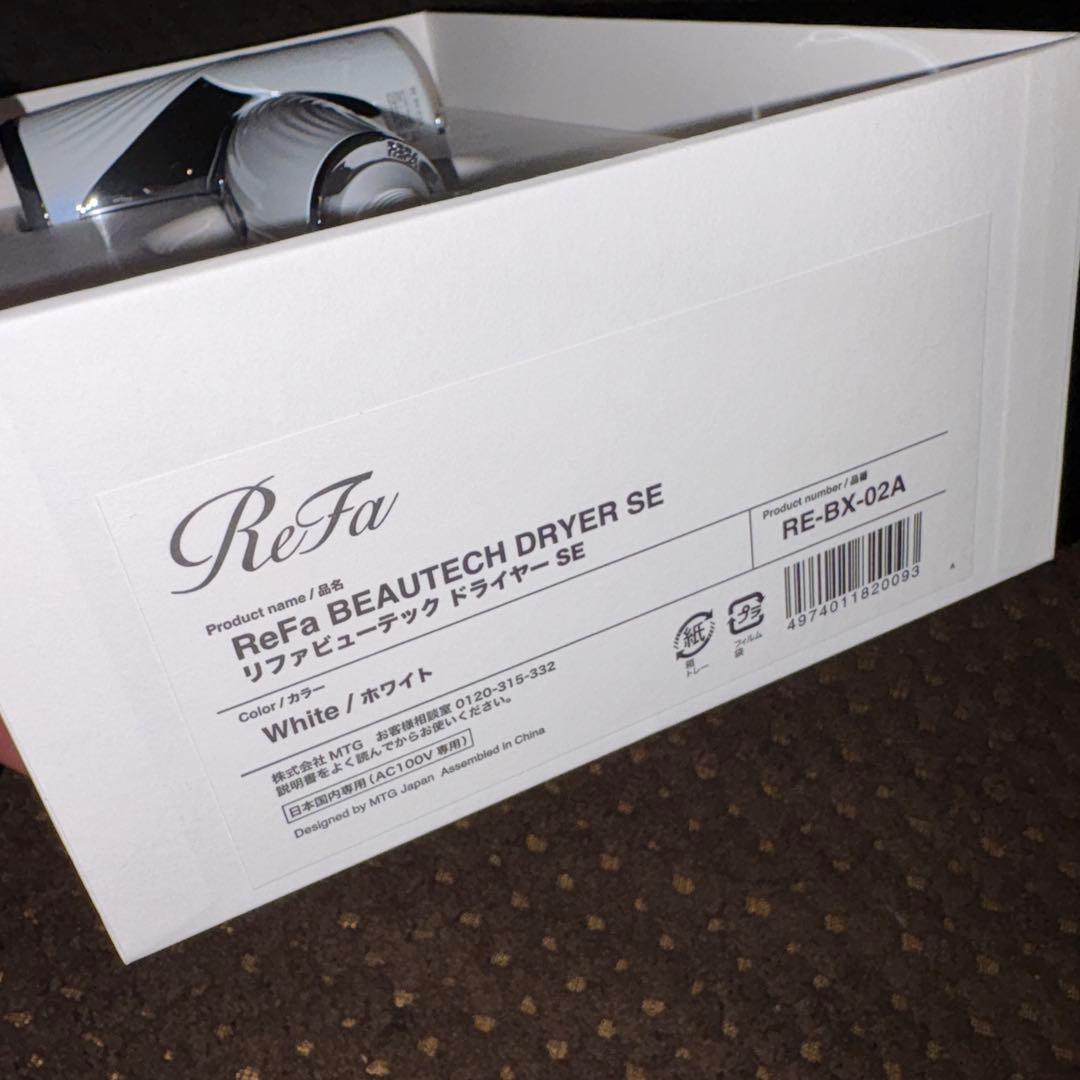 ReFa
Product name / 品名
ReFa BEAUTECH DRYER SE
リファビューテック ドライヤー SE
Product number / 品番
RE-BX-02A
Color / カラー
White / ホワイト
紙
箱
トレー
プラ
フィルム
袋
4974011820093
A
株式会社 MTG お客様相談室 0120-315-332
説明書をよく読んでからお使いください。
日本国内専用(AC100V 専用)
Designed by MTG Japan Assembled in China